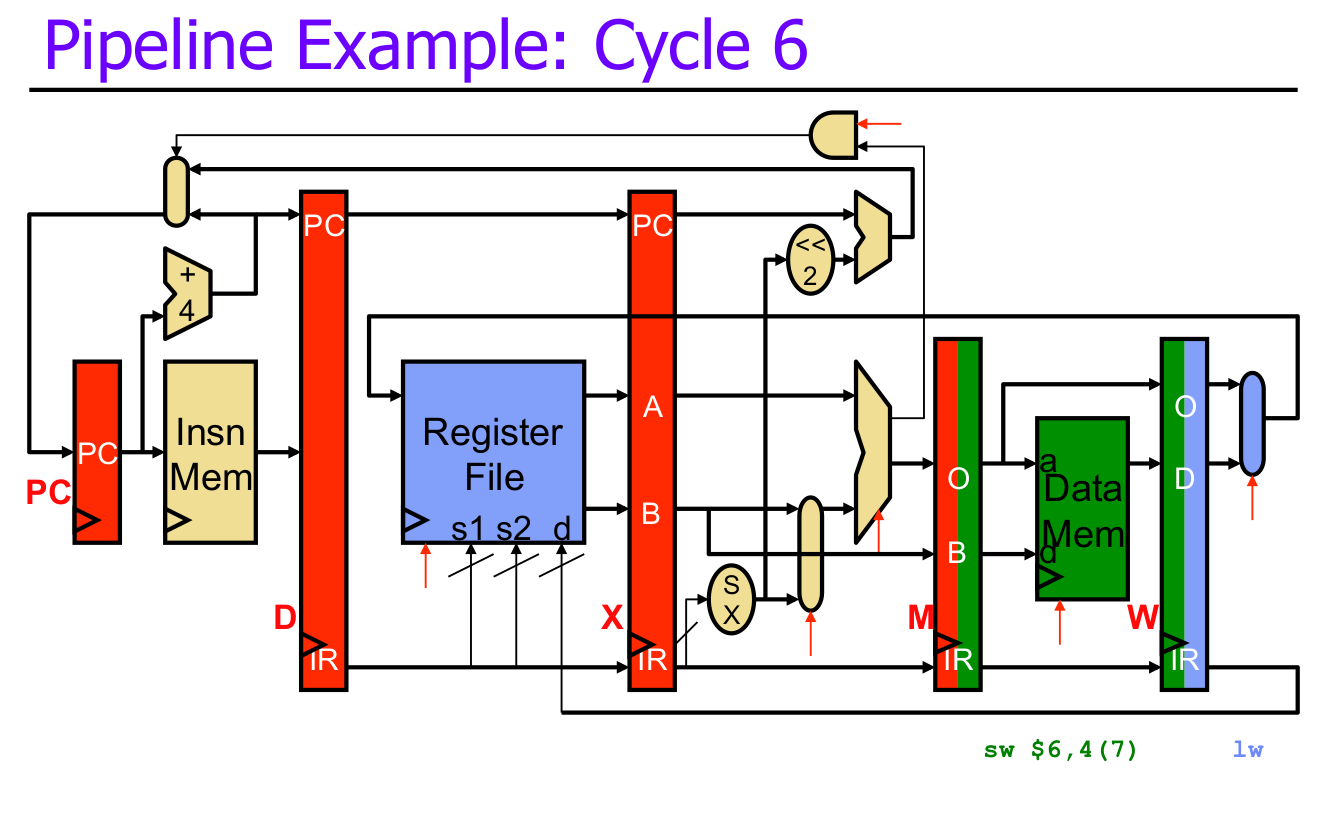 Pipeline Example: Cycle 6
PC
PC
<<
2
+
4
A
O
Register
File
Insn
Mem
PC
PC
a
Data
Mem
d
O
D
B
B
s1 s2 d
S
X
D
X
M
W
IR
IR
IR
IR
sw $6,4(7)
lw